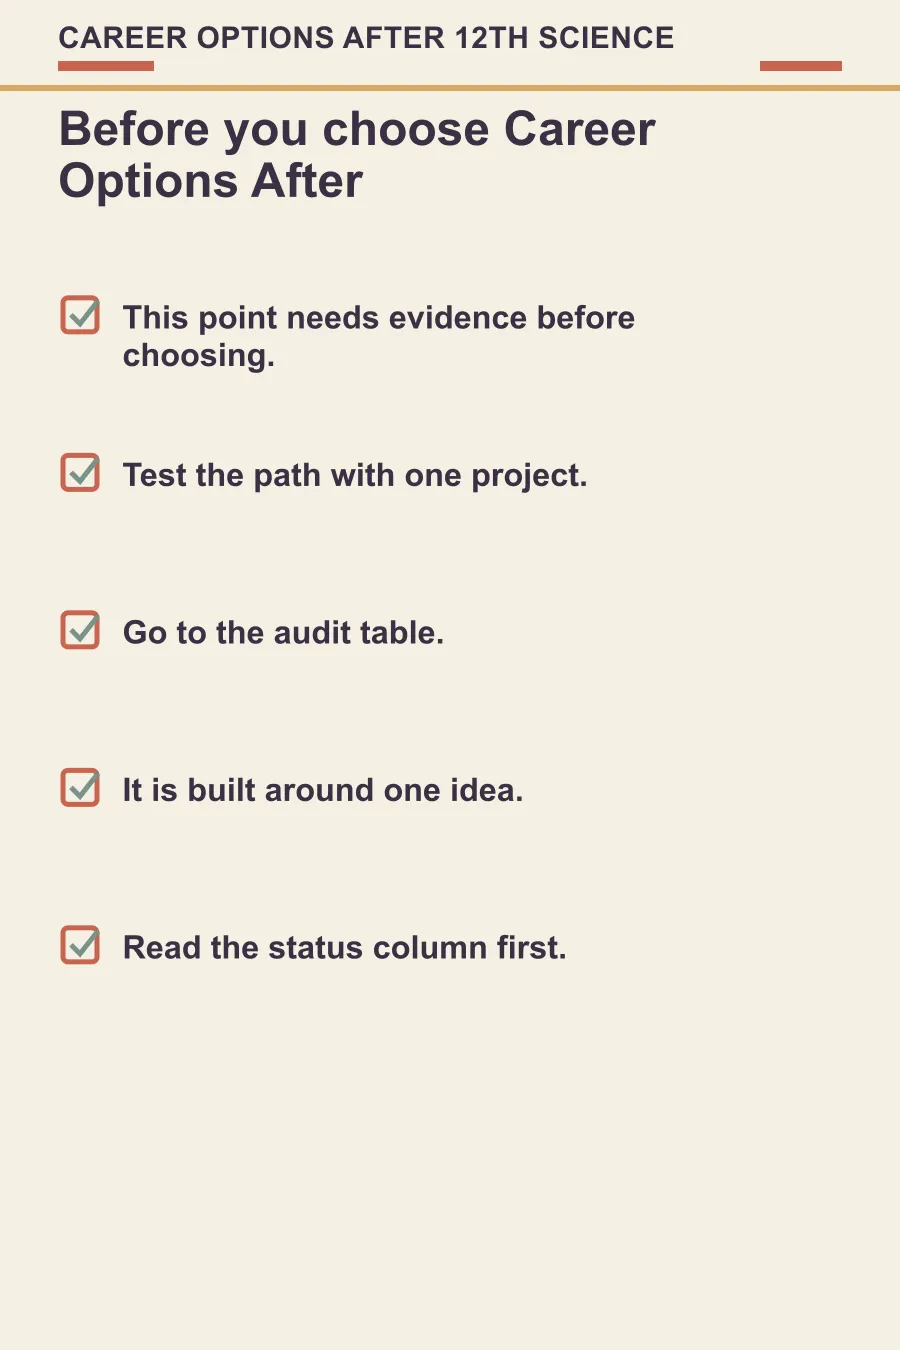 CAREER OPTIONS AFTER 12TH SCIENCE
Before you choose Career
Options After
This point needs evidence before
choosing.
Test the path with one project.
Go to the audit table.
It is built around one idea.
Read the status column first.